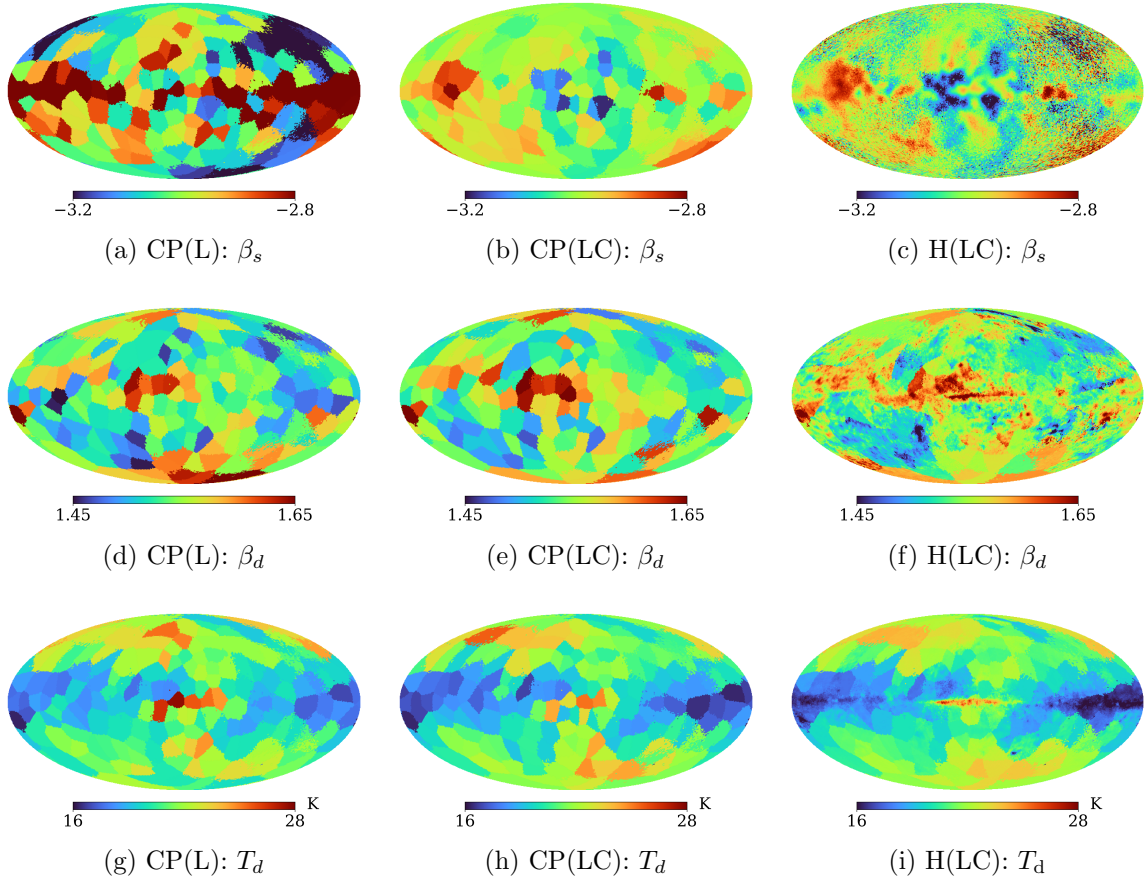 −3.2 −2.8 −3.2 −2.8 −3.2 −2.8
(a) CP(L): βs (b) CP(LC): βs (c) H(LC): βs
1.45 1.65 1.45 1.65 1.45 1.65
(d) CP(L): βd (e) CP(LC): βd (f) H(LC): βd
K K K
16 28 16 28 16 28
(g) CP(L): Td (h) CP(LC): Td (i) H(LC): Td